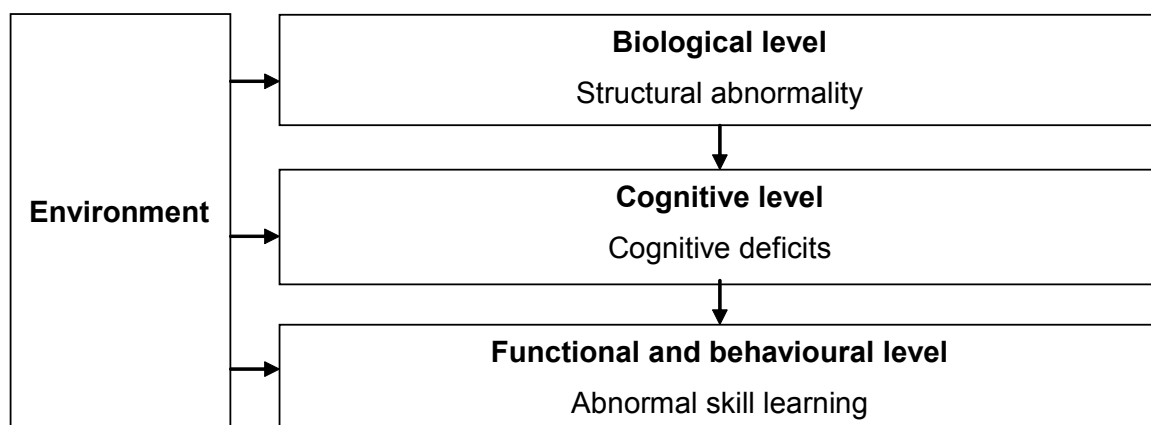 Environment
Biological level
Structural abnormality
Cognitive level
Cognitive deficits
Functional and behavioural level
Abnormal skill learning